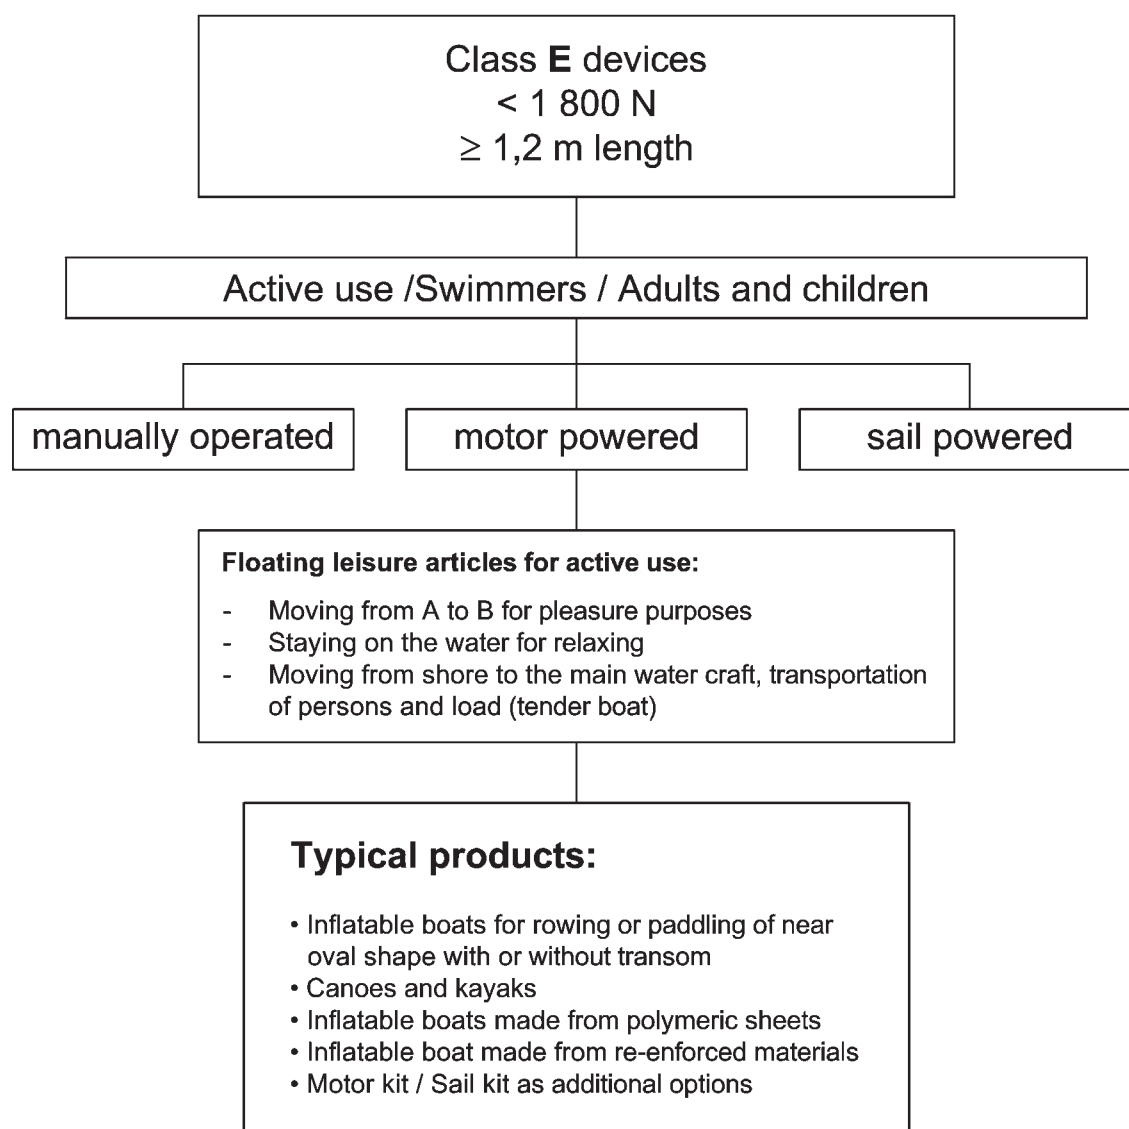 Class E devices
< 1 800 N
≥ 1,2 m length
Active use /Swimmers / Adults and children
manually operated
motor powered
sail powered
Floating leisure articles for active use:
- Moving from A to B for pleasure purposes
- Staying on the water for relaxing
- Moving from shore to the main water craft, transportation
of persons and load (tender boat)
Typical products:
• Inflatable boats for rowing or paddling of near
oval shape with or without transom
• Canoes and kayaks
• Inflatable boats made from polymeric sheets
• Inflatable boat made from re-enforced materials
• Motor kit / Sail kit as additional options